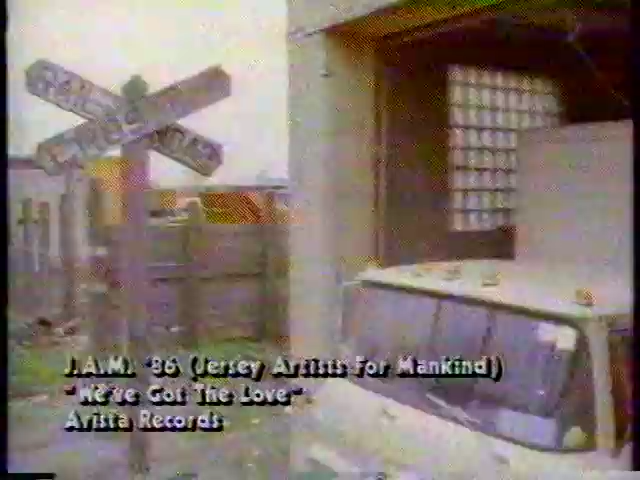 J.A.M. '86 (Jersey Artists For Mankind)
"We've Got The Love"
Arista Records